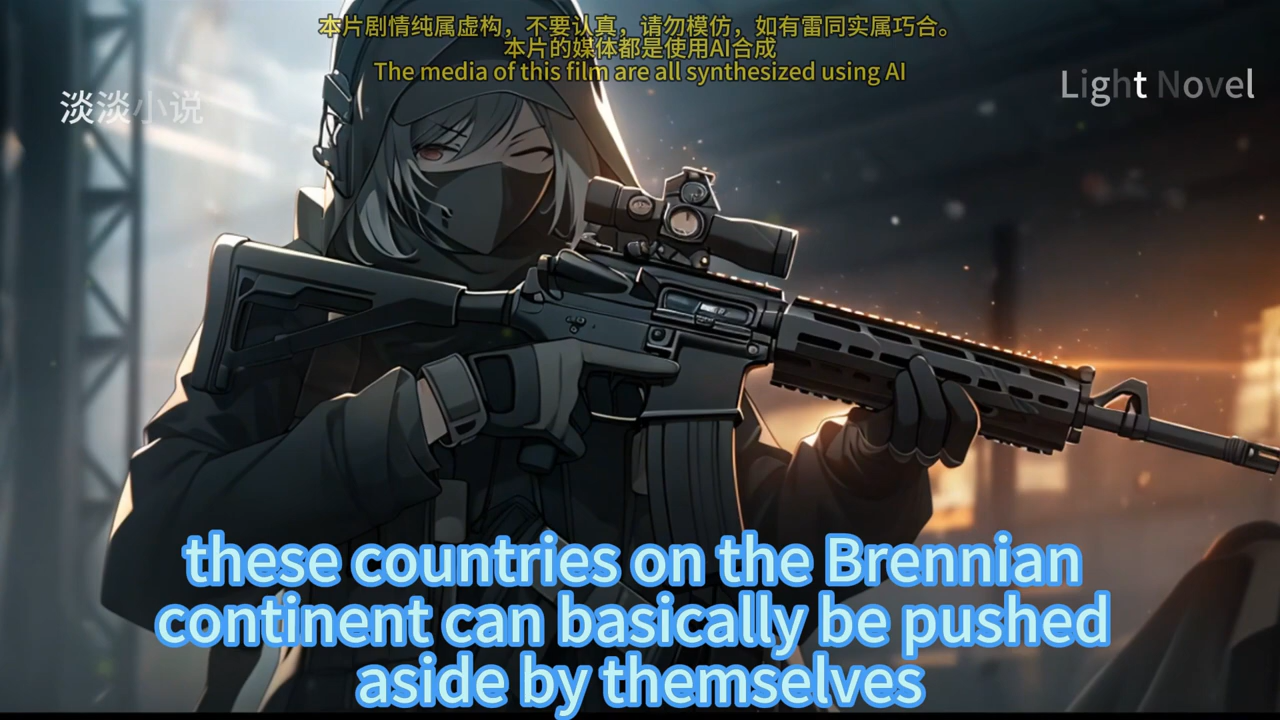 本片剧情纯属虚构，不要认真，请勿模仿，如有雷同实属巧合。
本片的媒体都是使用AI合成
The media of this film are all synthesized using AI
淡淡小说
Light Novel
these countries on the Brennian
continent can basically be pushed
aside by themselves